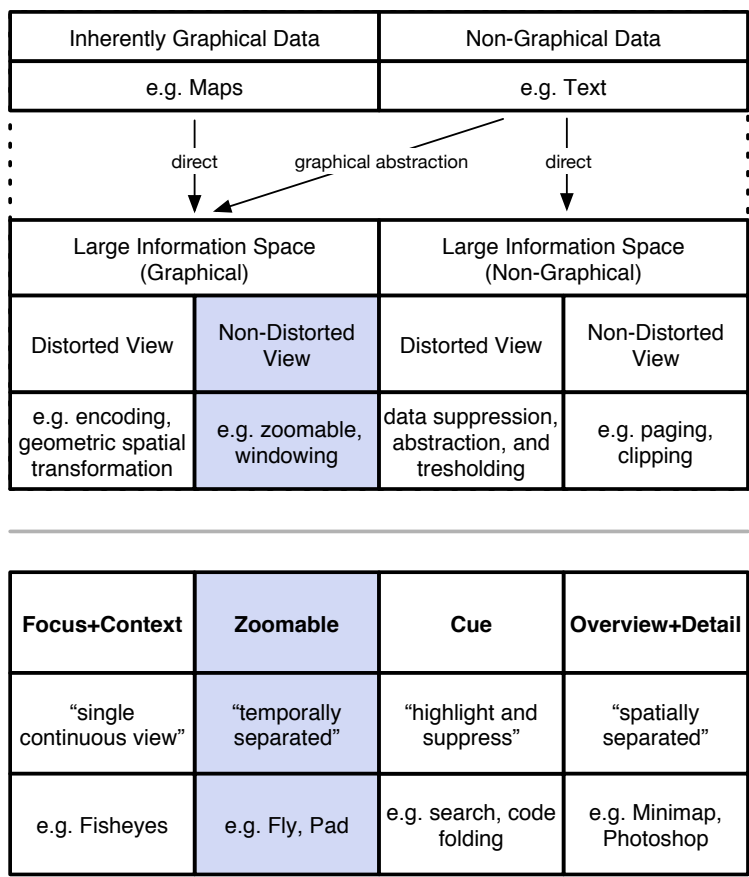 Inherently Graphical Data
Non-Graphical Data
e.g. Maps
e.g. Text
direct
graphical abstraction
direct
Large Information Space
(Graphical)
Large Information Space
(Non-Graphical)
Distorted View
Non-Distorted
View
Distorted View
Non-Distorted
View
e.g. encoding,
geometric spatial
transformation
e.g. zoomable,
windowing
data suppression,
abstraction, and
tresholding
e.g. paging,
clipping
Focus+Context
Zoomable
Cue
Overview+Detail
“single
continuous view”
“temporally
separated”
“highlight and
suppress”
“spatially
separated”
e.g. Fisheyes
e.g. Fly, Pad
e.g. search, code
folding
e.g. Minimap,
Photoshop